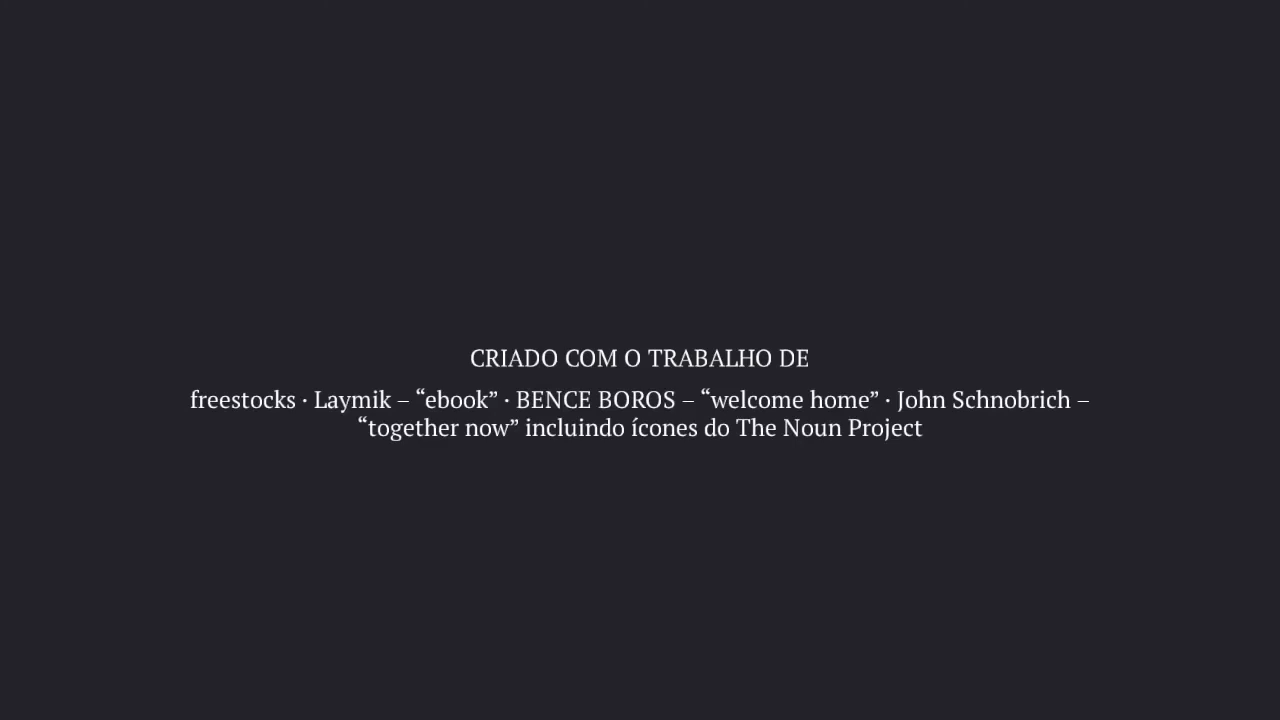 CRIADO COM O TRABALHO DE
freestocks · Laymik – “ebook” · BENCE BOROS – “welcome home” · John Schnobrich –
“together now” incluindo ícones do The Noun Project